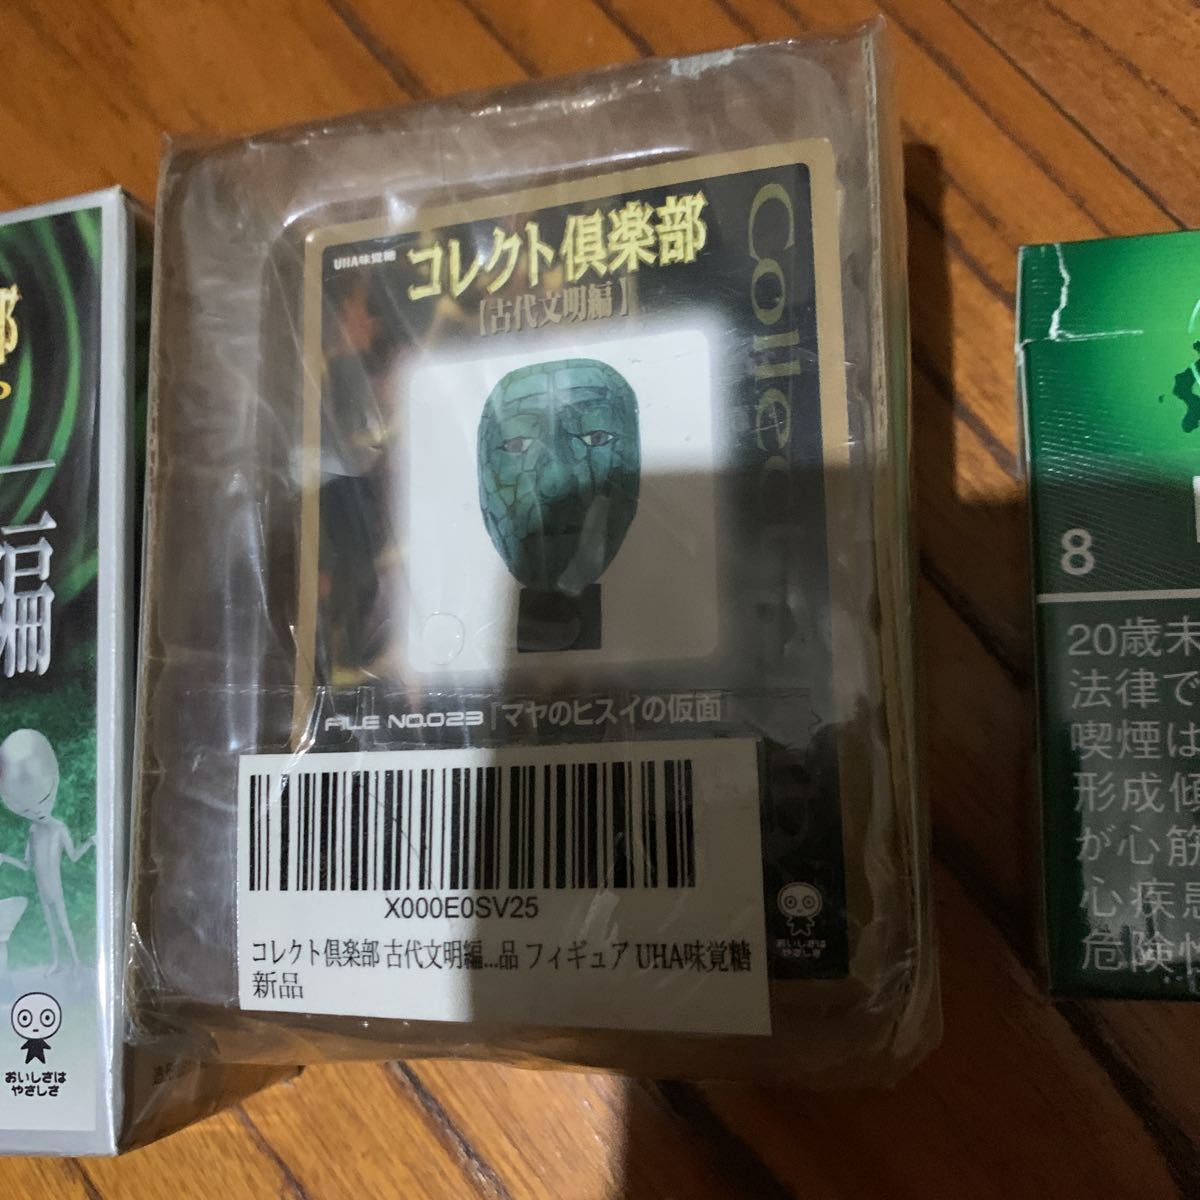 部
編
おいしさは
やさしさ
UHA味覚糖
コレクト倶楽部
【古代文明編】
Collec
FILE NO.023「マヤのヒスイの仮面」
X000E0SV25
コレクト倶楽部 古代文明編...品 フィギュア UHA味覚糖
新品
おいしさは
やさしさ
8
20歳未
法律で
喫煙は
形成傾
が心筋
心疾患
危険性